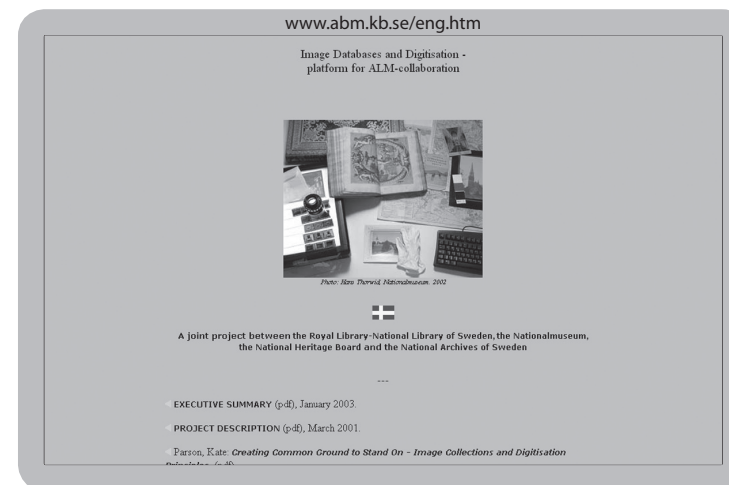 www.abm.kb.se/eng.htm
Image Databases and Digitisation -
platform for ALM-collaboration
Photo: Hans Thorwid, Nationalmuseum. 2002
A joint project between the Royal Library-National Library of Sweden, the Nationalmuseum,
the National Heritage Board and the National Archives of Sweden
---
EXECUTIVE SUMMARY (pdf), January 2003.
PROJECT DESCRIPTION (pdf), March 2001.
Parson, Kate: Creating Common Ground to Stand On - Image Collections and Digitisation
Principles. (pdf)